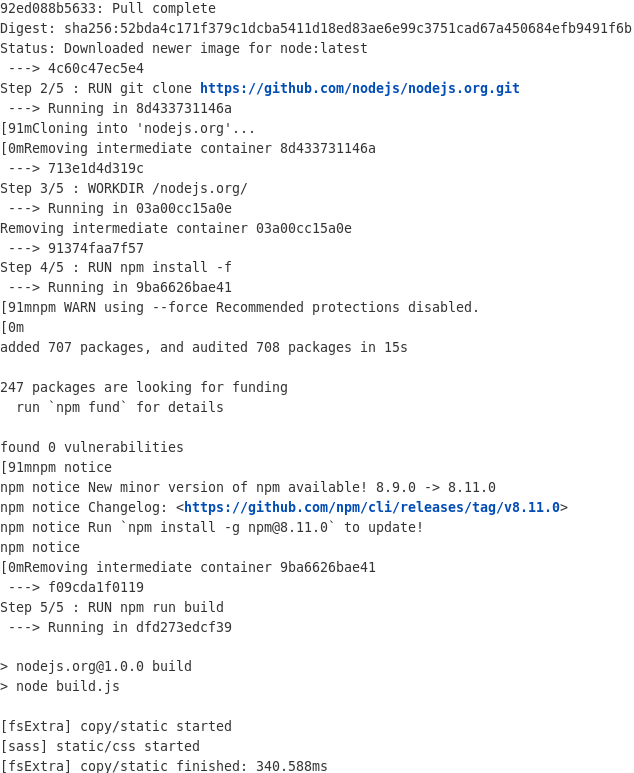 92ed088b5633: Pull complete
Digest: sha256:52bda4c171f379c1dcba5411d18ed83ae6e99c3751cad67a450684efb9491f6b
Status: Downloaded newer image for node:latest
 ---> 4c60c47ec5e4
Step 2/5 : RUN git clone https://github.com/nodejs/nodejs.org.git
 ---> Running in 8d433731146a
[91mCloning into 'nodejs.org'...
[0mRemoving intermediate container 8d433731146a
 ---> 713e1d4d319c
Step 3/5 : WORKDIR /nodejs.org/
 ---> Running in 03a00cc15a0e
Removing intermediate container 03a00cc15a0e
 ---> 91374faa7f57
Step 4/5 : RUN npm install -f
 ---> Running in 9ba6626bae41
[91mnpm WARN using --force Recommended protections disabled.
[0m
added 707 packages, and audited 708 packages in 15s
247 packages are looking for funding
  run `npm fund` for details
found 0 vulnerabilities
[91mnpm notice
npm notice New minor version of npm available! 8.9.0 -> 8.11.0
npm notice Changelog: <https://github.com/npm/cli/releases/tag/v8.11.0>
npm notice Run `npm install -g npm@8.11.0` to update!
npm notice
[0mRemoving intermediate container 9ba6626bae41
 ---> f09cda1f0119
Step 5/5 : RUN npm run build
 ---> Running in dfd273edcf39
> nodejs.org@1.0.0 build
> node build.js
[fsExtra] copy/static started
[sass] static/css started
[fsExtra] copy/static finished: 340.588ms